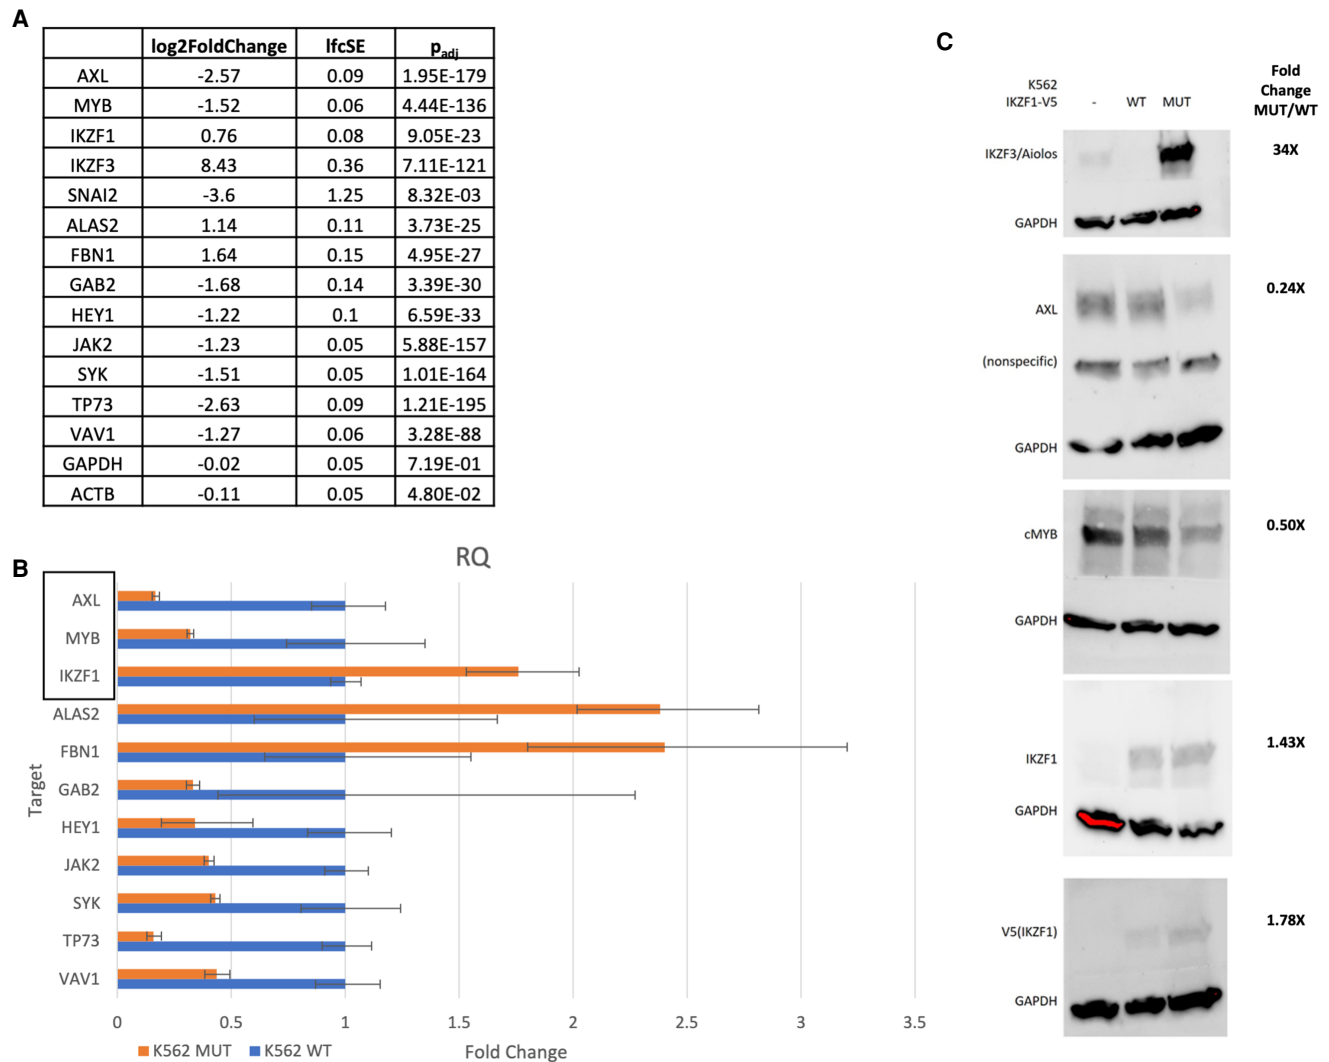 A
log2FoldChange lfcSE padj
AXL -2.57 0.09 1.95E-179
MYB -1.52 0.06 4.44E-136
IKZF1 0.76 0.08 9.05E-23
IKZF3 8.43 0.36 7.11E-121
SNAI2 -3.6 1.25 8.32E-03
ALAS2 1.14 0.11 3.73E-25
FBN1 1.64 0.15 4.95E-27
GAB2 -1.68 0.14 3.39E-30
HEY1 -1.22 0.1 6.59E-33
JAK2 -1.23 0.05 5.88E-157
SYK -1.51 0.05 1.01E-164
TP73 -2.63 0.09 1.21E-195
VAV1 -1.27 0.06 3.28E-88
GAPDH -0.02 0.05 7.19E-01
ACTB -0.11 0.05 4.80E-02
B
RQ
Target
AXL
MYB
IKZF1
ALAS2
FBN1
GAB2
HEY1
JAK2
SYK
TP73
VAV1
0 0.5 1 1.5 2 2.5 3 3.5
K562 MUT K562 WT
Fold Change
C
K562
IKZF1-V5 - WT MUT
Fold
Change
MUT/WT
IKZF3/Aiolos 34X
GAPDH
AXL 0.24X
(nonspecific)
GAPDH
cMYB 0.50X
GAPDH
IKZF1 1.43X
GAPDH
V5(IKZF1) 1.78X
GAPDH